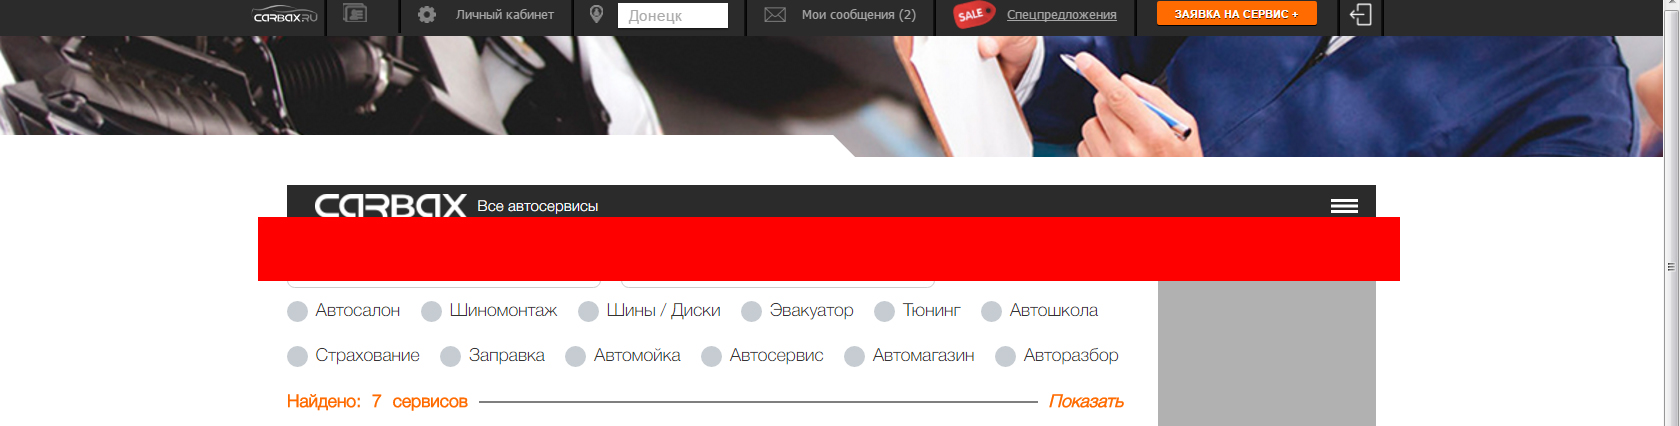 CARBAX.RU
Личный кабинет
Донецк
Мои сообщения (2)
SALE
Спецпредложения
ЗАЯВКА НА СЕРВИС +
CARBAX Все автосервисы
Автосалон Шиномонтаж Шины / Диски Эвакуатор Тюнинг Автошкола
Страхование Заправка Автомойка Автосервис Автомагазин Авторазбор
Найдено: 7 сервисов Показать